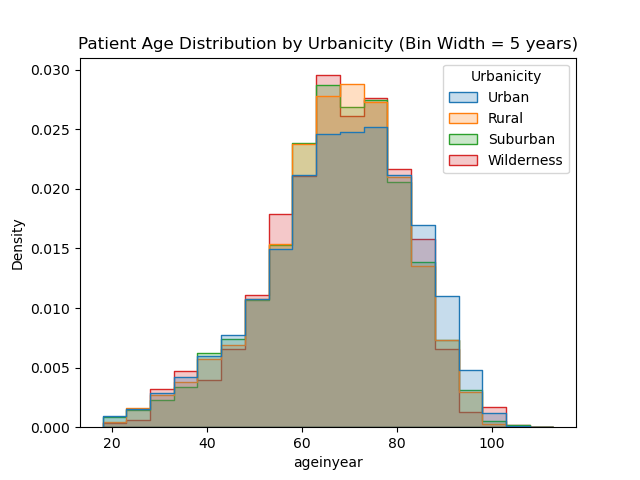 Patient Age Distribution by Urbanicity (Bin Width = 5 years)
0.030
0.025
0.020
0.015
0.010
0.005
0.000
Density
Urbanicity
Urban
Rural
Suburban
Wilderness
20 40 60 80 100
ageinyear